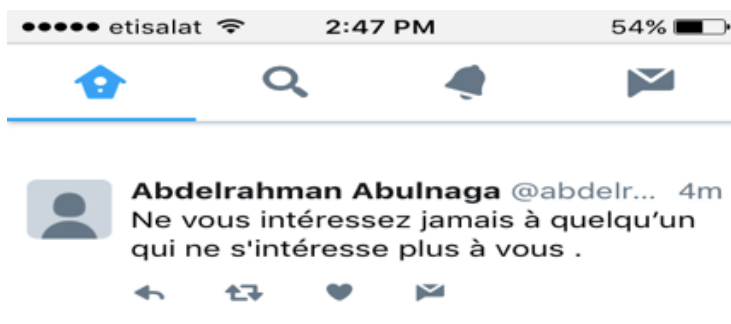 etisalat 2:47 PM 54%
Abdelrahman Abulnaga @abdelr... 4m
Ne vous intéressez jamais à quelqu’un
qui ne s'intéresse plus à vous .